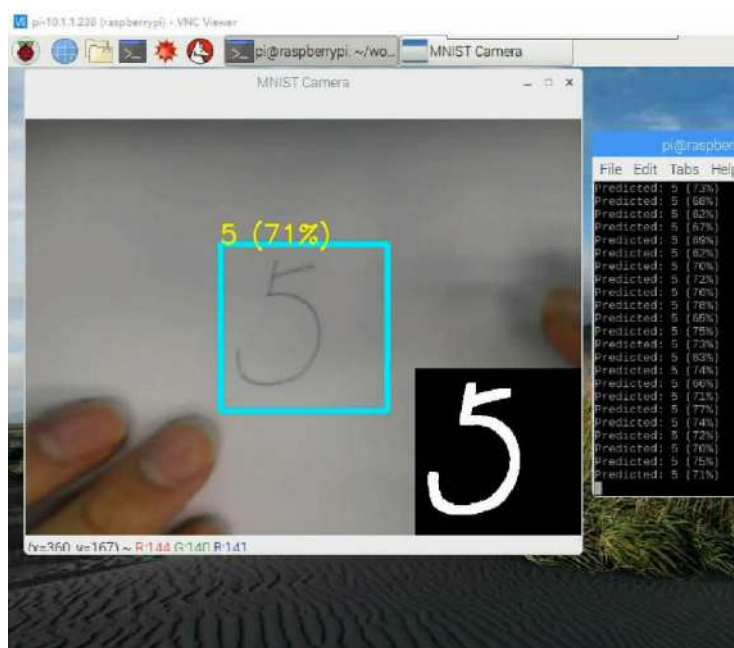 pi-10.1.1.238 (raspberrypi) - VNC Viewer
pi@raspberrypi: ~/wo...
MNIST Camera
MNIST Camera
5 (71%)
5
5
(x=360, y=167) ~ R:144 G:140 B:141
pi@raspber
File Edit Tabs Help
Predicted: 5 (73%)
Predicted: 5 (68%)
Predicted: 5 (82%)
Predicted: 5 (67%)
Predicted: 5 (69%)
Predicted: 5 (62%)
Predicted: 5 (70%)
Predicted: 5 (72%)
Predicted: 5 (76%)
Predicted: 5 (78%)
Predicted: 5 (65%)
Predicted: 5 (75%)
Predicted: 5 (73%)
Predicted: 5 (83%)
Predicted: 5 (74%)
Predicted: 5 (66%)
Predicted: 5 (71%)
Predicted: 5 (77%)
Predicted: 5 (74%)
Predicted: 5 (72%)
Predicted: 5 (70%)
Predicted: 5 (75%)
Predicted: 5 (71%)